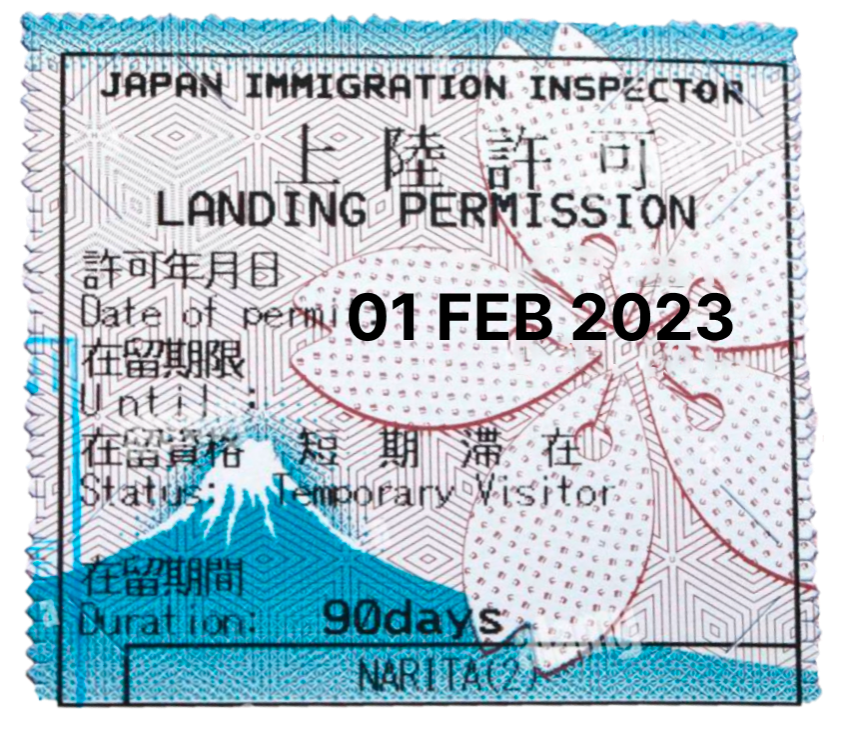 JAPAN IMMIGRATION INSPECTOR
上陸許可
LANDING PERMISSION
許可年月日
Date of permi 01 FEB 2023
在留期限
Until :
在留資格 短期滞在
Status: Temporary Visitor
在留期間
Duration: 90days
NARITA(2)